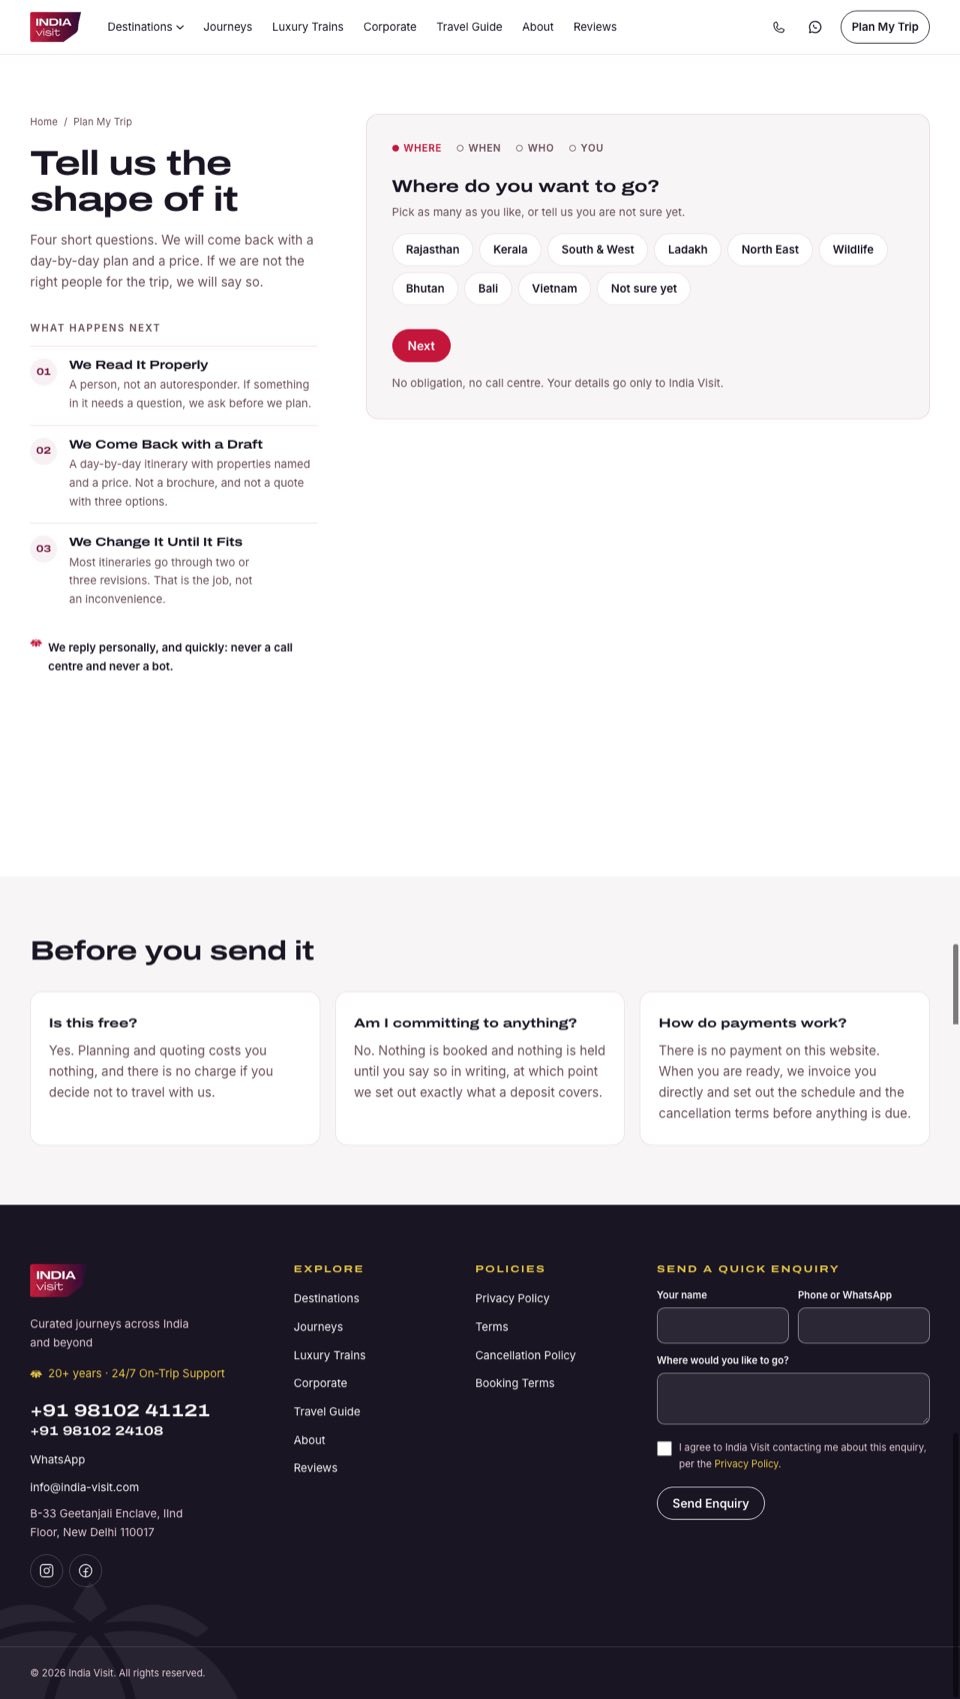 INDIA
visit
Destinations
Journeys
Luxury Trains
Corporate
Travel Guide
About
Reviews
Plan My Trip
Home / Plan My Trip
Tell us the
shape of it
Four short questions. We will come back with a
day-by-day plan and a price. If we are not the
right people for the trip, we will say so.
WHAT HAPPENS NEXT
01
We Read It Properly
A person, not an autoresponder. If something
in it needs a question, we ask before we plan.
02
We Come Back with a Draft
A day-by-day itinerary with properties named
and a price. Not a brochure, and not a quote
with three options.
03
We Change It Until It Fits
Most itineraries go through two or
three revisions. That is the job, not
an inconvenience.
We reply personally, and quickly: never a call
centre and never a bot.
WHERE
WHEN
WHO
YOU
Where do you want to go?
Pick as many as you like, or tell us you are not sure yet.
Rajasthan
Kerala
South & West
Ladakh
North East
Wildlife
Bhutan
Bali
Vietnam
Not sure yet
Next
No obligation, no call centre. Your details go only to India Visit.
Before you send it
Is this free?
Yes. Planning and quoting costs you
nothing, and there is no charge if you
decide not to travel with us.
Am I committing to anything?
No. Nothing is booked and nothing is held
until you say so in writing, at which point
we set out exactly what a deposit covers.
How do payments work?
There is no payment on this website.
When you are ready, we invoice you
directly and set out the schedule and the
cancellation terms before anything is due.
INDIA
visit
Curated journeys across India
and beyond
20+ years · 24/7 On-Trip Support
+91 98102 41121
+91 98102 24108
WhatsApp
info@india-visit.com
B-33 Geetanjali Enclave, IInd
Floor, New Delhi 110017
EXPLORE
Destinations
Journeys
Luxury Trains
Corporate
Travel Guide
About
Reviews
POLICIES
Privacy Policy
Terms
Cancellation Policy
Booking Terms
SEND A QUICK ENQUIRY
Your name
Phone or WhatsApp
Where would you like to go?
I agree to India Visit contacting me about this enquiry,
per the Privacy Policy.
Send Enquiry
© 2026 India Visit. All rights reserved.